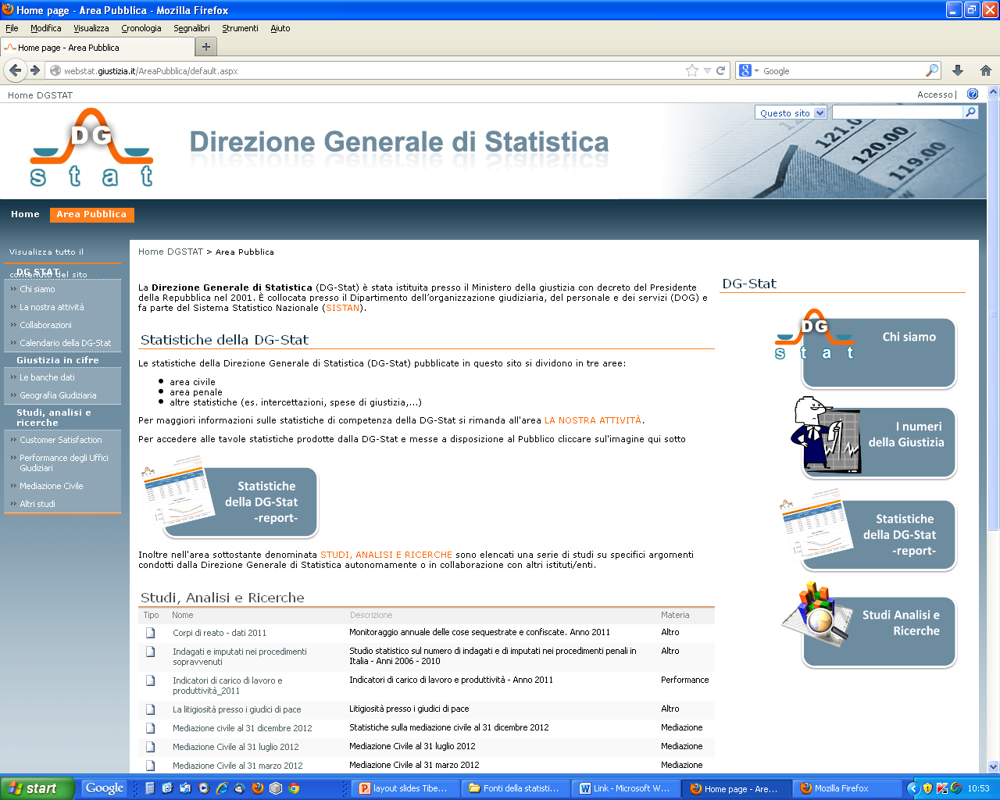 Home page - Area Pubblica - Mozilla Firefox
File Modifica Visualizza Cronologia Segnalibri Strumenti Aiuto
Home page - Area Pubblica
webstat.giustizia.it/AreaPubblica/default.aspx
Google
Home DGSTAT
Accesso|
Questo sito
DG
stat
Direzione Generale di Statistica
121.0
120.00
119.00
Home
Area Pubblica
Visualizza tutto il
contenuto del sito
DG STAT
Chi siamo
La nostra attività
Collaborazioni
Calendario della DG-Stat
Giustizia in cifre
Le banche dati
Geografia Giudiziaria
Studi, analisi e
ricerche
Customer Satisfaction
Performance degli Uffici
Giudiziari
Mediazione Civile
Altri studi
Home DGSTAT > Area Pubblica
La Direzione Generale di Statistica (DG-Stat) è stata istituita presso il Ministero della giustizia con decreto del Presidente
della Repubblica nel 2001. È collocata presso il Dipartimento dell'organizzazione giudiziaria, del personale e dei servizi (DOG) e
fa parte del Sistema Statistico Nazionale (SISTAN).
Statistiche della DG-Stat
Le statistiche della Direzione Generale di Statistica (DG-Stat) pubblicate in questo sito si dividono in tre aree:
area civile
area penale
altre statistiche (es. intercettazioni, spese di giustizia,...)
Per maggiori informazioni sulle statistiche di competenza della DG-Stat si rimanda all'area LA NOSTRA ATTIVITÀ.
Per accedere alle tavole statistiche prodotte dalla DG-Stat e messe a disposizione al Pubblico cliccare sul'imagine qui sotto
Statistiche
della DG-Stat
-report-
Inoltre nell'area sottostante denominata STUDI, ANALISI E RICERCHE sono elencati una serie di studi su specifici argomenti
condotti dalla Direzione Generale di Statistica autonomamente o in collaborazione con altri istituti/enti.
Studi, Analisi e Ricerche
Tipo Nome Descrizione Materia
Corpi di reato - dati 2011 Monitoraggio annuale delle cose sequestrate e confiscate. Anno 2011 Altro
Indagati e imputati nei procedimenti Studio statistico sul numero di indagati e di imputati nei procedimenti penali in Altro
sopravvenuti Italia - Anni 2006 - 2010
Indicatori di carico di lavoro e Indicatori di carico di lavoro e produttività - Anno 2011 Performance
produttività_2011
La litigiosità presso i giudici di pace Litigiosità presso i giudici di pace Altro
Mediazione civile al 31 dicembre 2012 Statistiche sulla mediazione civile al 31 dicembre 2012 Mediazione
Mediazione Civile al 31 luglio 2012 Mediazione Civile al 31 luglio 2012 Mediazione
Mediazione Civile al 31 marzo 2012 Mediazione Civile al 31 marzo 2012 Mediazione
DG-Stat
DG
stat
Chi siamo
I numeri
della Giustizia
Statistiche
della DG-Stat
-report-
Studi Analisi e
Ricerche
start
Google
layout slides Tibe...
Fonti della statisti...
Link - Microsoft W...
Home page - Are...
Mozilla Firefox
10:53